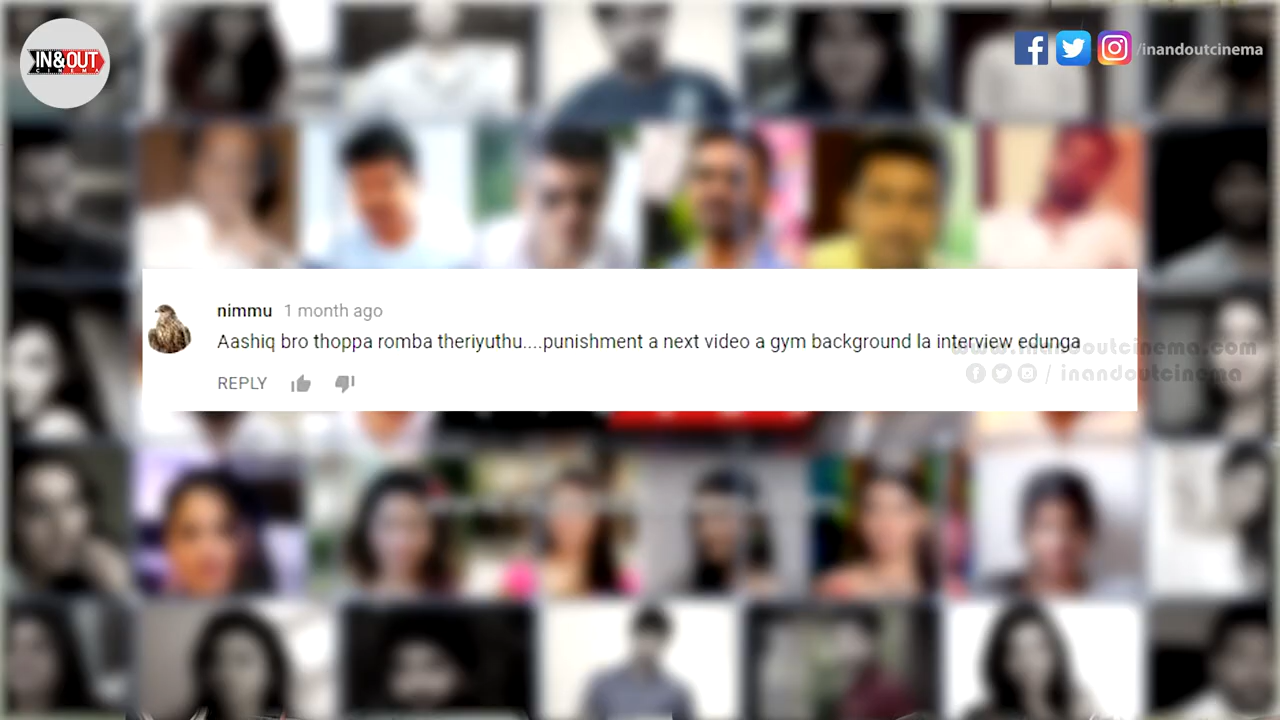 IN&OUT
CINEMA
/inandoutcinema
nimmu 1 month ago
Aashiq bro thoppa romba theriyuthu....punishment a next video a gym background la interview edunga
www.inandoutcinema.com
/ inandoutcinema
REPLY